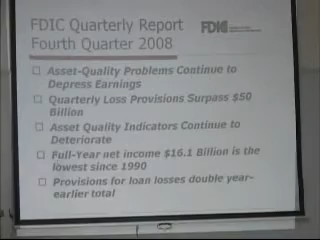 FDIC Quarterly Report
Fourth Quarter 2008
FDIC
Asset-Quality Problems Continue to
Depress Earnings
Quarterly Loss Provisions Surpass $50
Billion
Asset Quality Indicators Continue to
Deteriorate
Full-Year net income $16.1 Billion is the
lowest since 1990
Provisions for loan losses double year-
earlier total